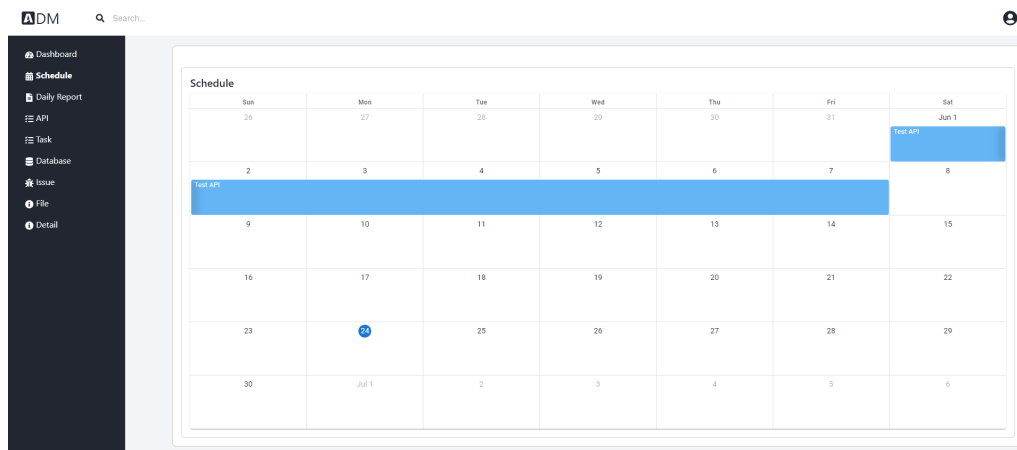 ADM
Search...
Dashboard
Schedule
Daily Report
API
Task
Database
Issue
File
Detail
Schedule
Sun Mon Tue Wed Thu Fri Sat
26 27 28 29 30 31 Jun 1
Test API
2 3 4 5 6 7 8
Test API
9 10 11 12 13 14 15
16 17 18 19 20 21 22
23 24 25 26 27 28 29
30 Jul 1 2 3 4 5 6